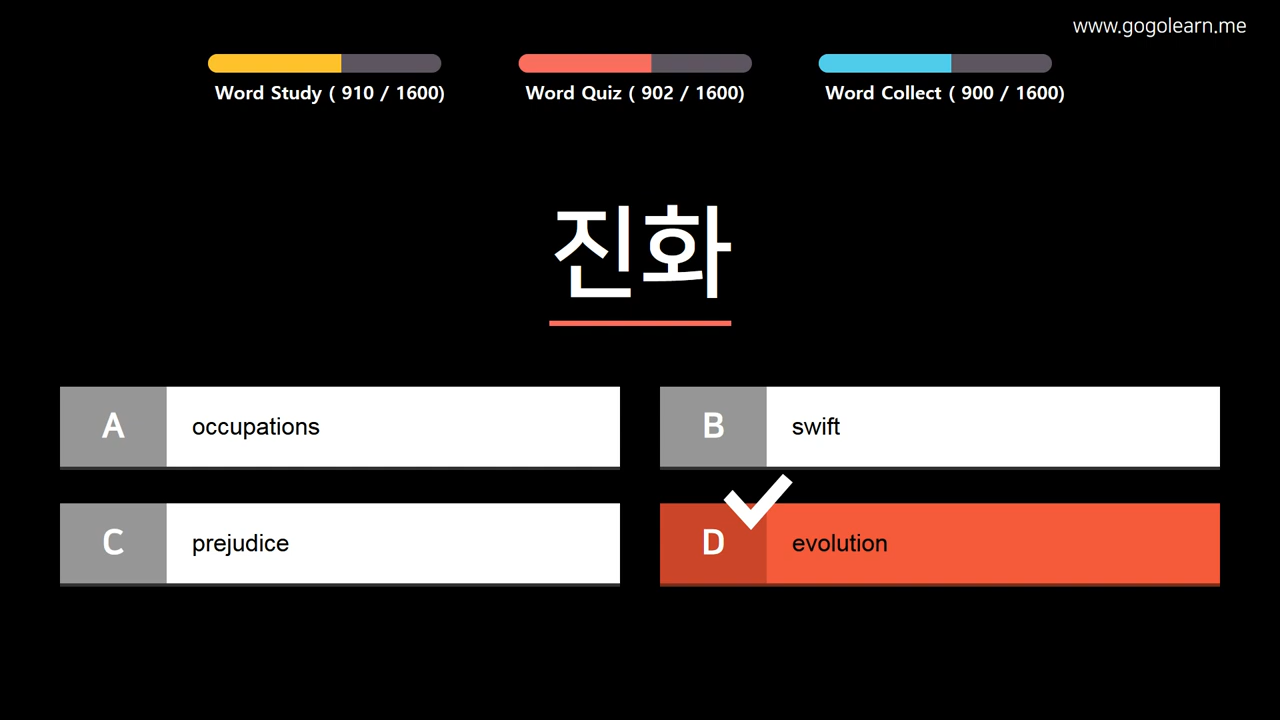 www.gogolearn.me
Word Study ( 910 / 1600)
Word Quiz ( 902 / 1600)
Word Collect ( 900 / 1600)
진화
A
occupations
B
swift
C
prejudice
D
evolution